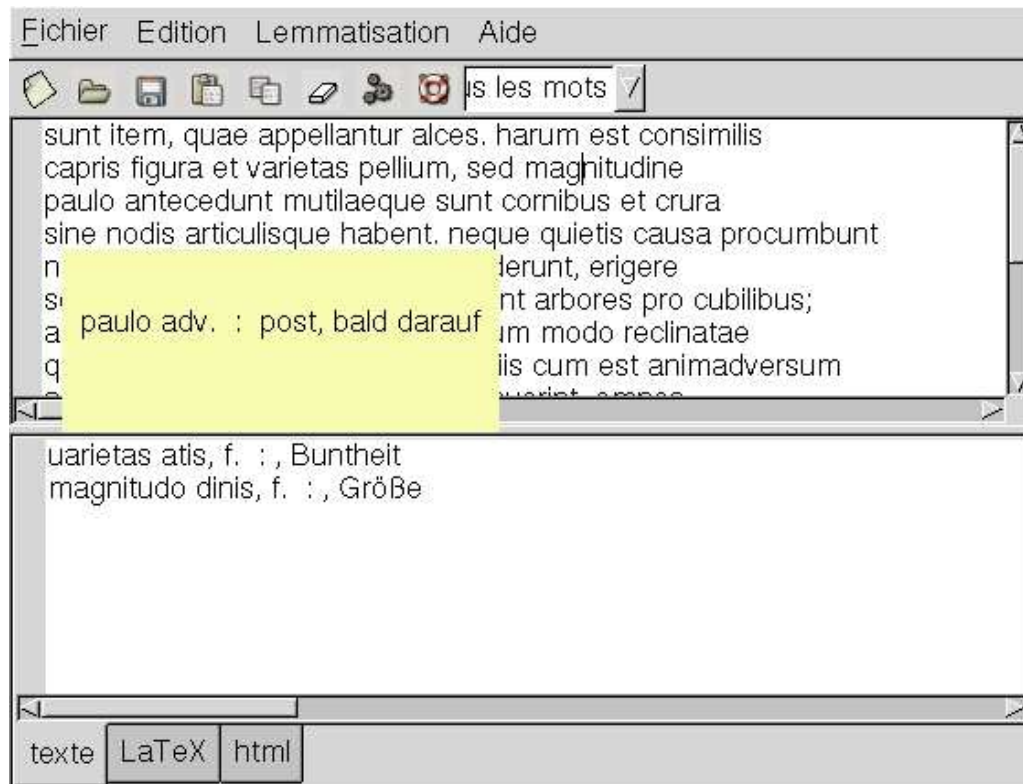 Fichier Edition Lemmatisation Aide
us les mots
sunt item, quae appellantur alces. harum est consimilis
capris figura et varietas pellium, sed magnitudine
paulo antecedunt mutilaeque sunt cornibus et crura
sine nodis articulisque habent. neque quietis causa procumbunt
erigere
arbores pro cubilibus;
modo reclinatae
iis cum est animadversum
paulo adv. : post, bald darauf
uarietas atis, f. : , Buntheit
magnitudo dinis, f. : , Größe
texte LaTeX html